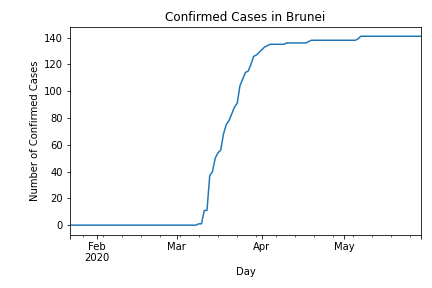 Confirmed Cases in Brunei
Number of Confirmed Cases
140
120
100
80
60
40
20
0
Feb
2020
Mar
Apr
May
Day